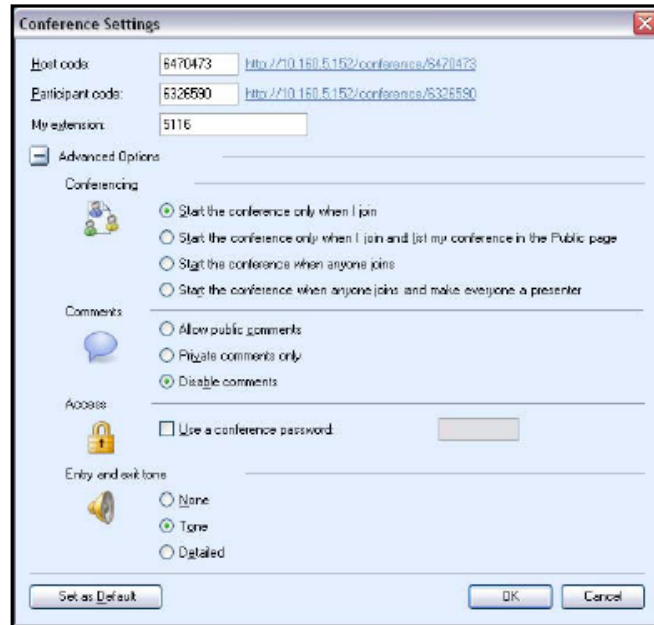 Conference Settings
Host code: 6470473 http://10.160.5.152/conference/6470473
Participant code: 6326590 http://10.160.5.152/conference/6326590
My extension: 5116
Advanced Options
Conferencing
Start the conference only when I join
Start the conference only when I join and list my conference in the Public page
Start the conference when anyone joins
Start the conference when anyone joins and make everyone a presenter
Comments
Allow public comments
Private comments only
Disable comments
Access
Use a conference password:
Entry and exit tone
None
Tone
Detailed
Set as Default OK Cancel